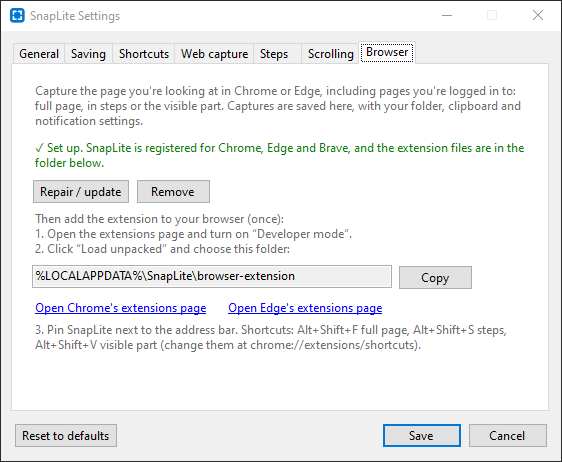 SnapLite Settings
General
Saving
Shortcuts
Web capture
Steps
Scrolling
Browser
Capture the page you're looking at in Chrome or Edge, including pages you're logged in to:
full page, in steps or the visible part. Captures are saved here, with your folder, clipboard and
notification settings.
✓ Set up. SnapLite is registered for Chrome, Edge and Brave, and the extension files are in the
folder below.
Repair / update
Remove
Then add the extension to your browser (once):
1. Open the extensions page and turn on “Developer mode”.
2. Click “Load unpacked” and choose this folder:
%LOCALAPPDATA%\SnapLite\browser-extension
Copy
Open Chrome's extensions page
Open Edge's extensions page
3. Pin SnapLite next to the address bar. Shortcuts: Alt+Shift+F full page, Alt+Shift+S steps,
Alt+Shift+V visible part (change them at chrome://extensions/shortcuts).
Reset to defaults
Save
Cancel